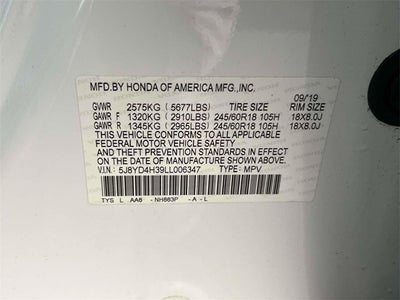 MFD.BY HONDA OF AMERICA MFG.,INC.
09/19
GVWR 2575KG (5677LBS) TIRE SIZE RIM SIZE
GAWR F 1320KG (2910LBS) 245/60R18 105H 18X8.0J
GAWR R 1345KG (2965LBS) 245/60R18 105H 18X8.0J
THIS VEHICLE CONFORMS TO ALL APPLICABLE
FEDERAL MOTOR VEHICLE SAFETY
AND THEFT PREVENTION STANDARDS IN EFFECT
ON THE DATE OF MANUFACTURE SHOWN ABOVE.
V.I.N.: 5J8YD4H39LL006347 TYPE: MPV
TYS L AA6 -NH883P -A-L